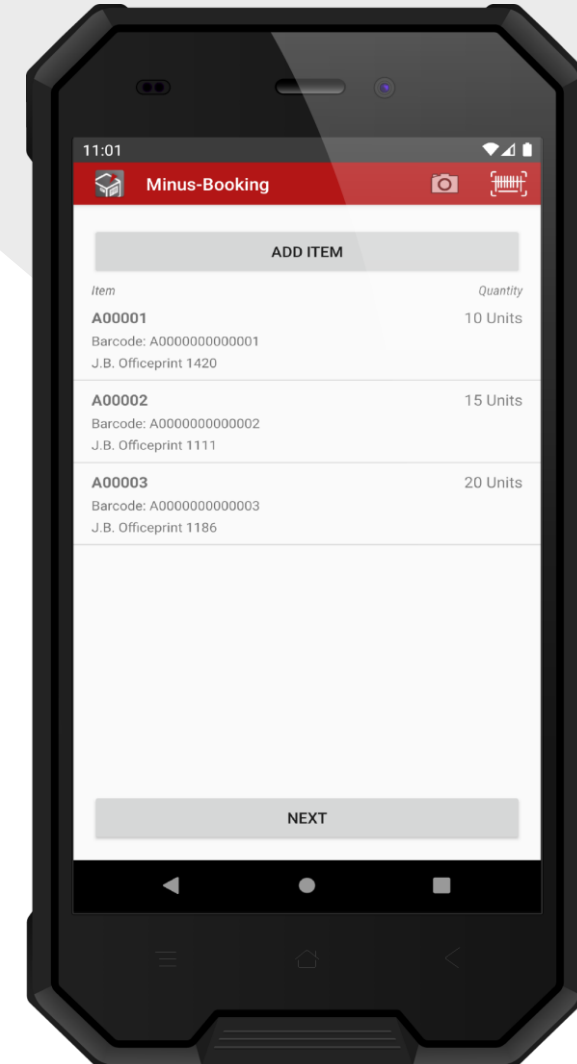 11:01
Minus-Booking
ADD ITEM
Item Quantity
A00001 10 Units
Barcode: A0000000000001
J.B. Officeprint 1420
A00002 15 Units
Barcode: A0000000000002
J.B. Officeprint 1111
A00003 20 Units
Barcode: A0000000000003
J.B. Officeprint 1186
NEXT